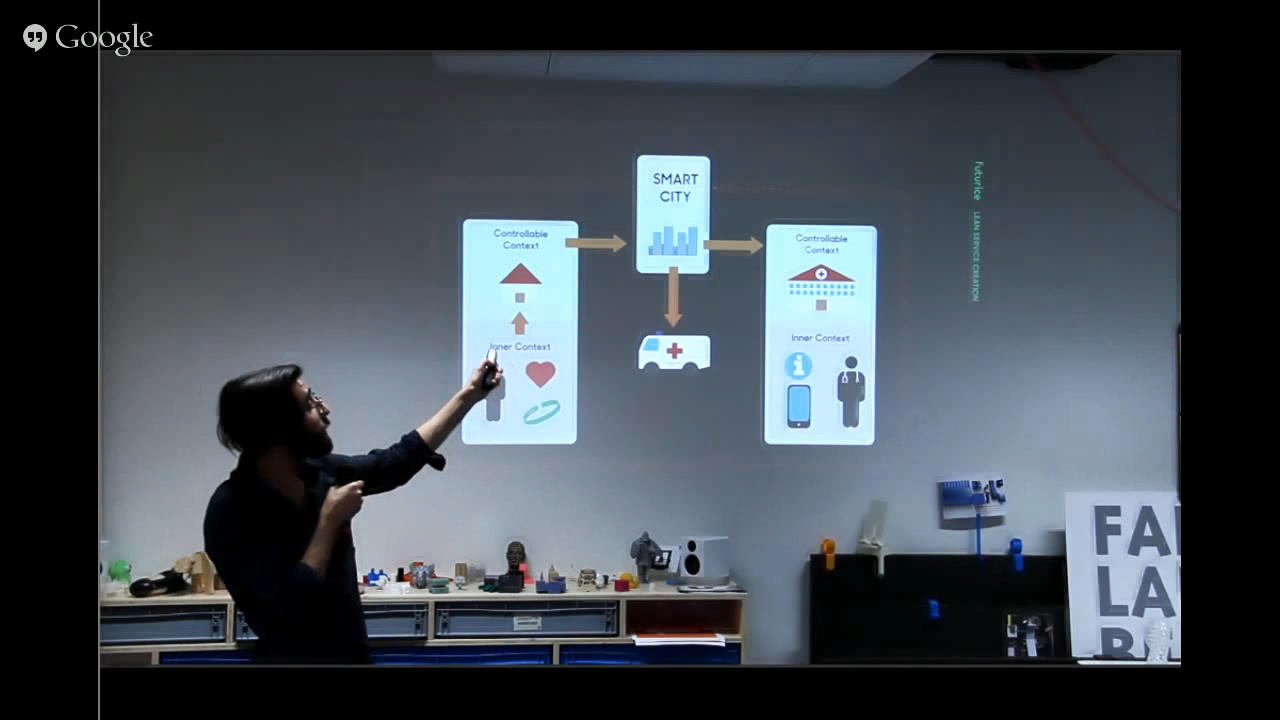 Google
SMART
CITY
Controllable
Context
Inner Context
Controllable
Context
Inner Context
i
futurice LEAN SERVICE CREATION
FA
LA